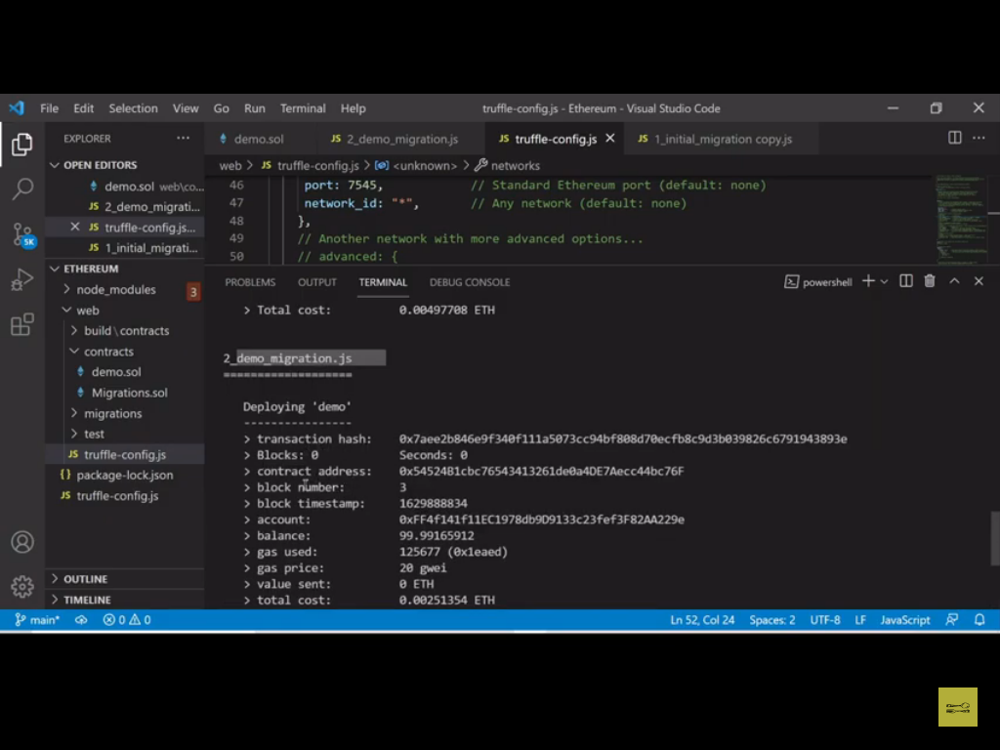 File Edit Selection View Go Run Terminal Help truffle-config.js - Ethereum - Visual Studio Code
EXPLORER
demo.sol 2_demo_migration.js truffle-config.js 1_initial_migration copy.js
OPEN EDITORS
demo.sol web\co...
2_demo_migrati...
truffle-config.js...
1_initial_migrati...
5K
ETHEREUM
node_modules 3
web
build\contracts
contracts
demo.sol
Migrations.sol
migrations
test
JS truffle-config.js
{} package-lock.json
JS truffle-config.js
OUTLINE
TIMELINE
web > JS truffle-config.js > <unknown> > networks
46 port: 7545, // Standard Ethereum port (default: none)
47 network_id: "*", // Any network (default: none)
48 },
49 // Another network with more advanced options...
50 // advanced: {
PROBLEMS OUTPUT TERMINAL DEBUG CONSOLE powershell
> Total cost: 0.00497708 ETH
2_demo_migration.js
===================
Deploying 'demo'
----------------
> transaction hash: 0x7aee2b846e9f340f111a5073cc94bf808d70ecfb8c9d3b039826c6791943893e
> Blocks: 0 Seconds: 0
> contract address: 0x5452481cbc76543413261de0a4DE7Aecc44bc76F
> block number: 3
> block timestamp: 1629888834
> account: 0xFF4f141f11EC1978db9D9133c23fef3F82AA229e
> balance: 99.99165912
> gas used: 125677 (0x1eaed)
> gas price: 20 gwei
> value sent: 0 ETH
> total cost: 0.00251354 ETH
main* 0 0 Ln 52, Col 24 Spaces: 2 UTF-8 LF JavaScript